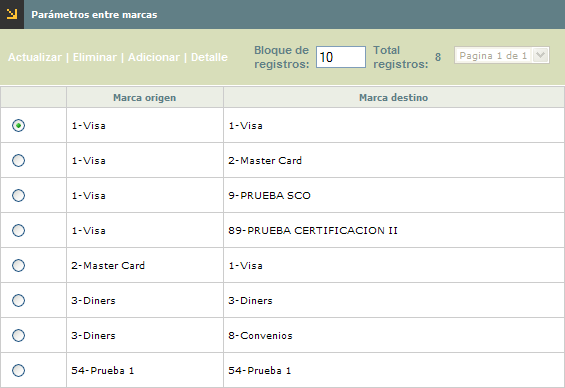 Parámetros entre marcas
Actualizar | Eliminar | Adicionar | Detalle
Bloque de registros: 10 Total registros: 8 Pagina 1 de 1
Marca origen Marca destino
1-Visa 1-Visa
1-Visa 2-Master Card
1-Visa 9-PRUEBA SCO
1-Visa 89-PRUEBA CERTIFICACION II
2-Master Card 1-Visa
3-Diners 3-Diners
3-Diners 8-Convenios
54-Prueba 1 54-Prueba 1